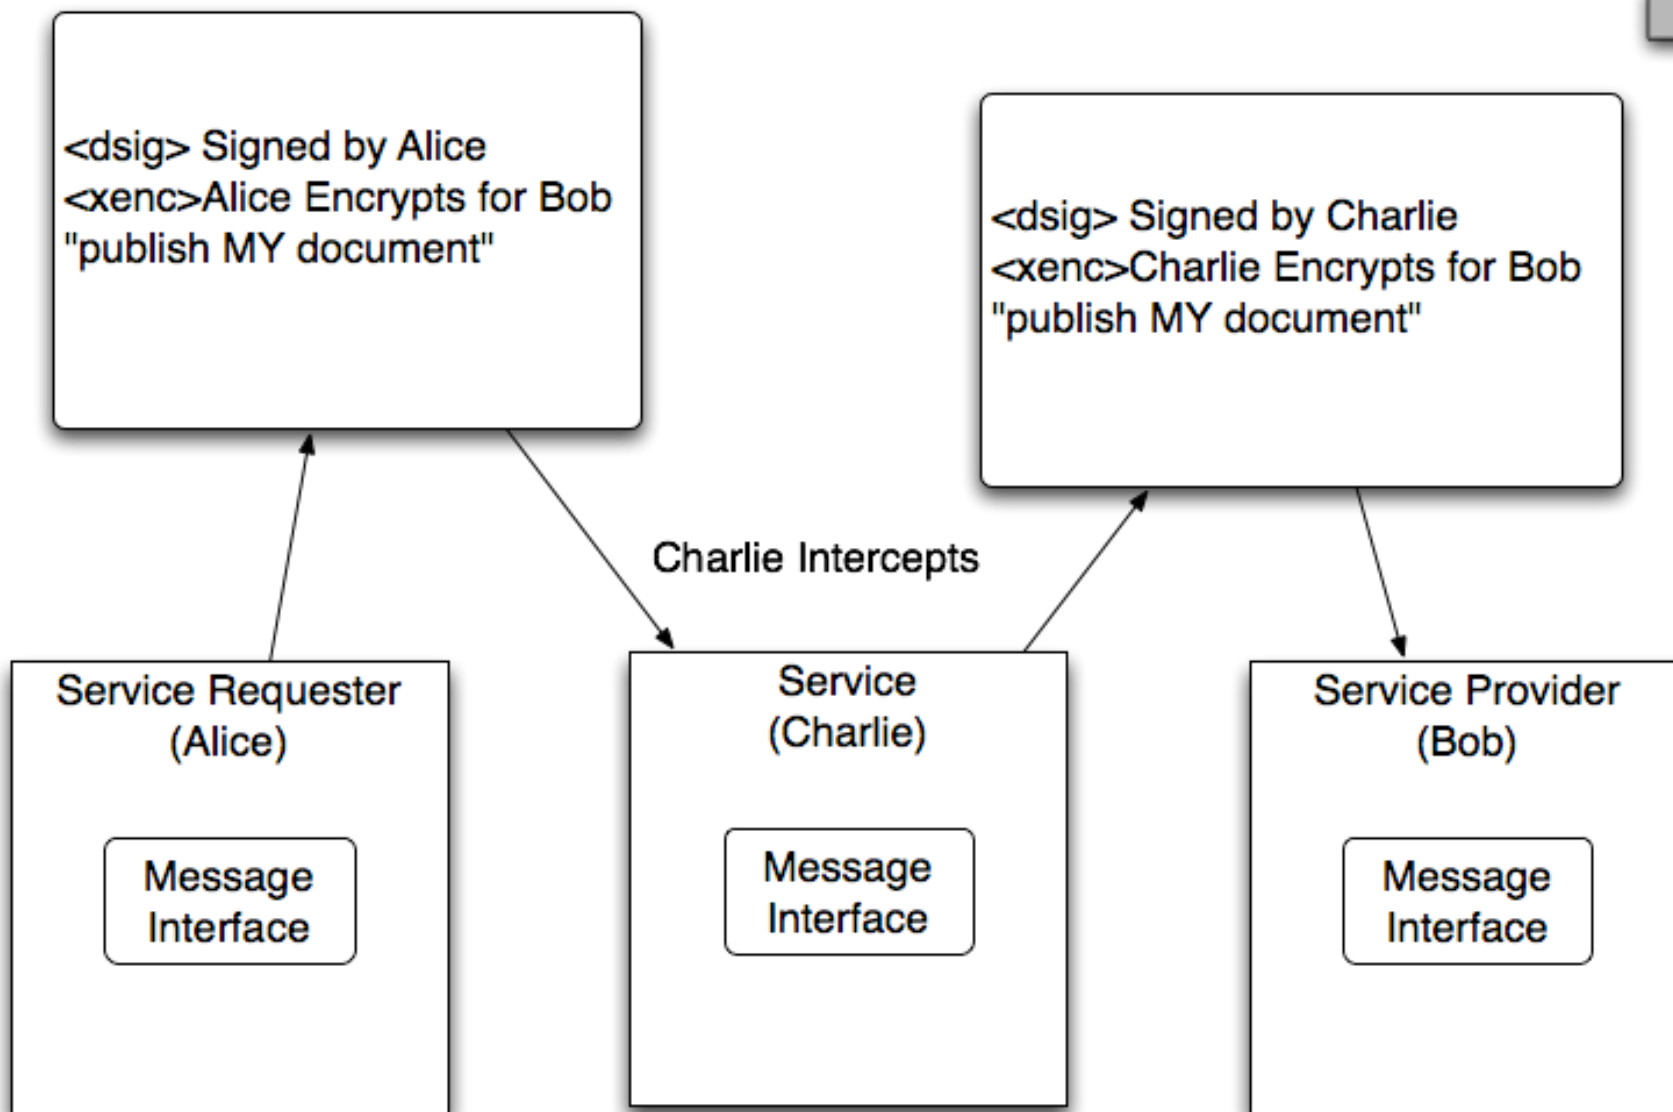 <dsig> Signed by Alice
<xenc>Alice Encrypts for Bob
"publish MY document"
<dsig> Signed by Charlie
<xenc>Charlie Encrypts for Bob
"publish MY document"
Charlie Intercepts
Service Requester
(Alice)
Message
Interface
Service
(Charlie)
Message
Interface
Service Provider
(Bob)
Message
Interface